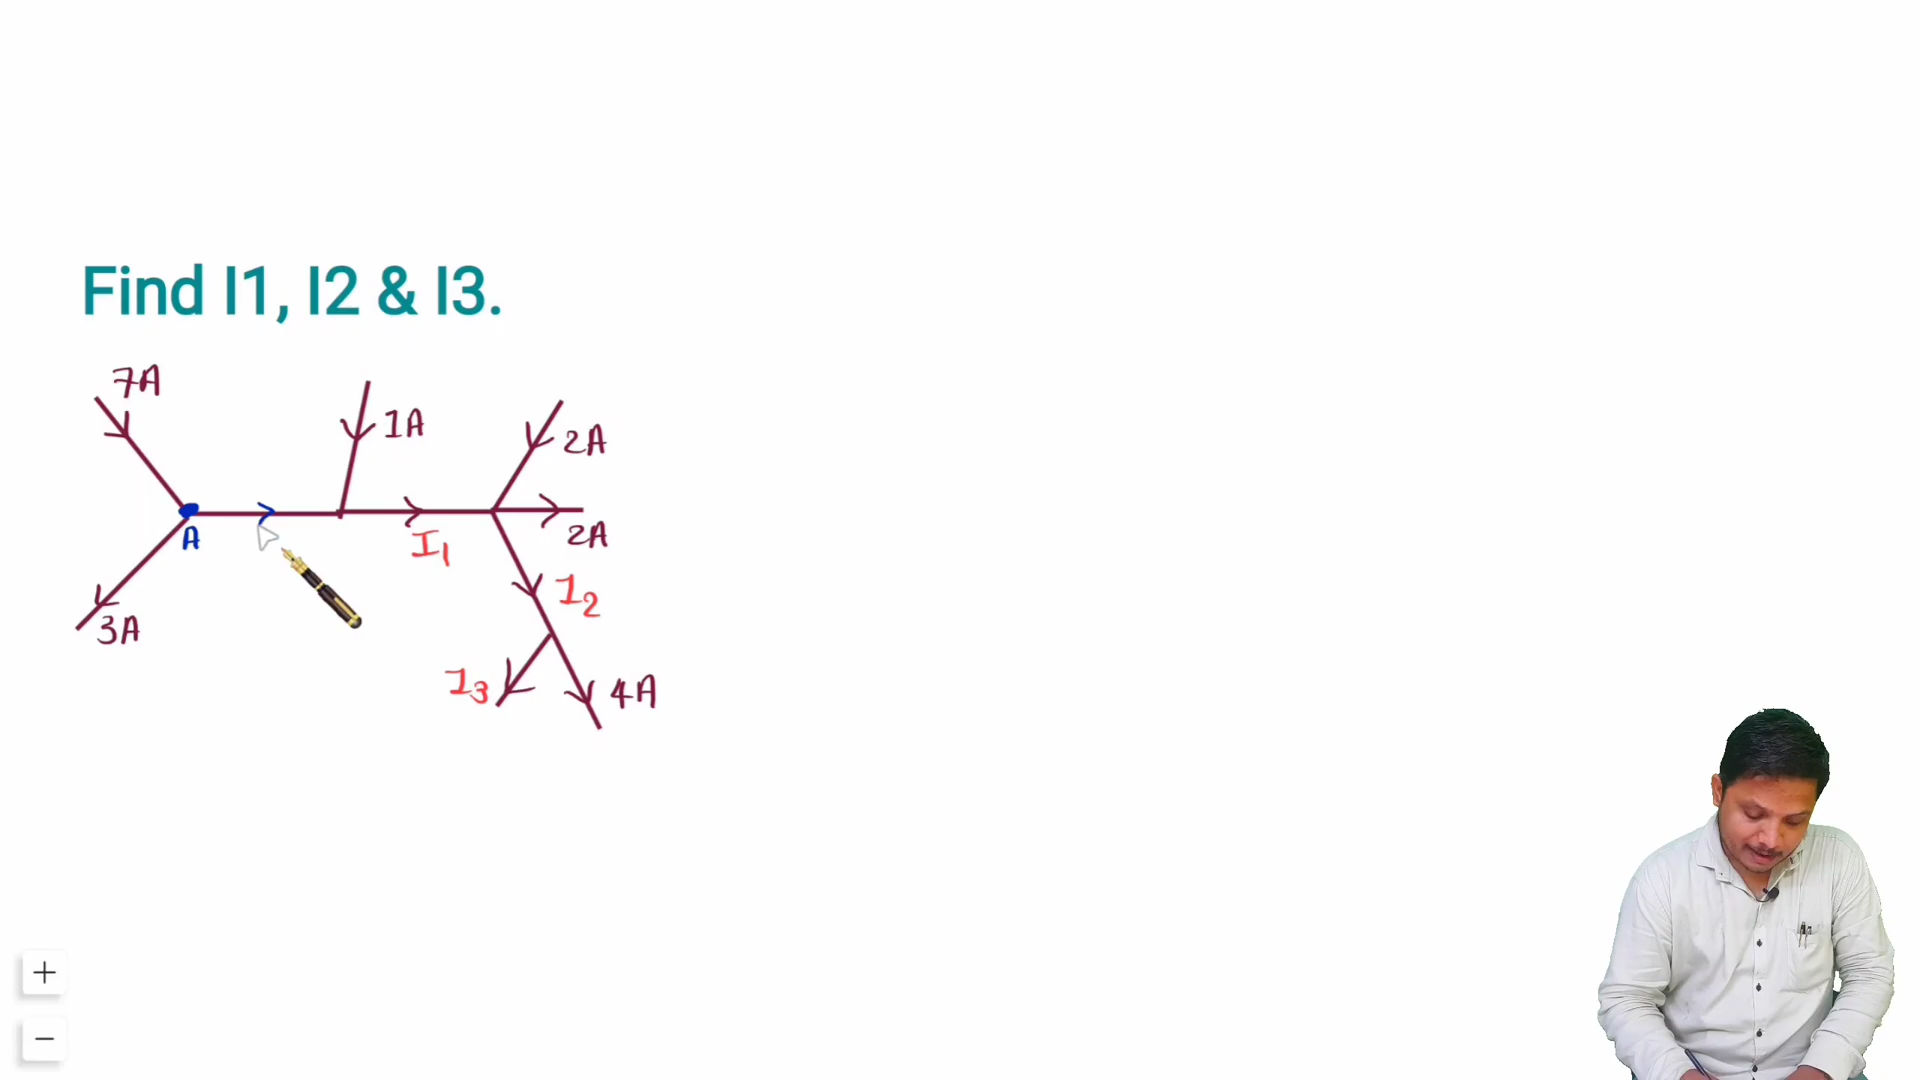 Find I1, I2 & I3.
7A
1A
2A
A
I1
2A
I2
3A
I3
4A
+
−